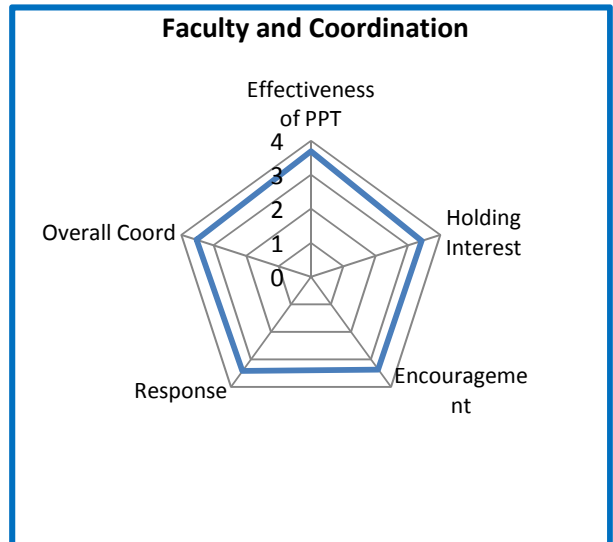 Faculty and Coordination
Effectiveness
of PPT
4
3
2
1
0
Holding
Interest
Encourageme
nt
Response
Overall Coord